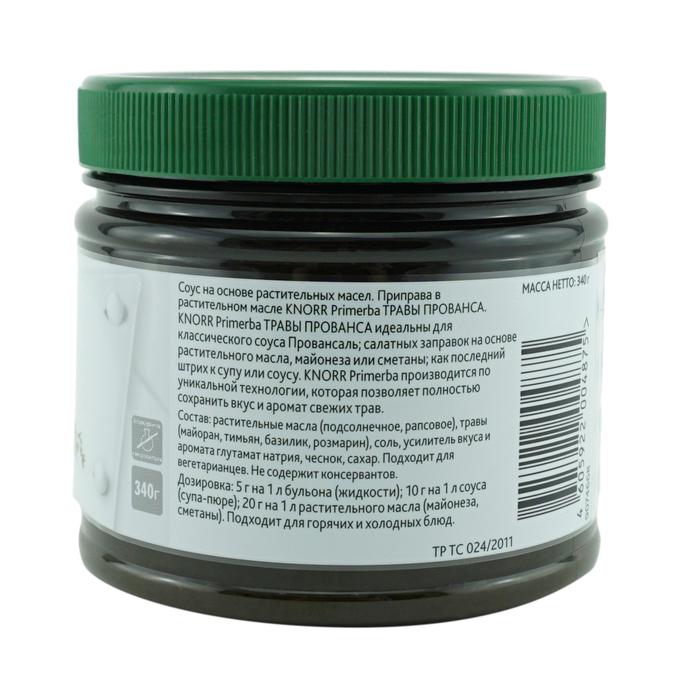 Соус на основе растительных масел. Приправа в
растительном масле KNORR Primerba ТРАВЫ ПРОВАНСА.
KNORR Primerba ТРАВЫ ПРОВАНСА идеальны для
классического соуса Провансаль; салатных заправок на основе
растительного масла, майонеза или сметаны; как последний
штрих к супу или соусу. KNORR Primerba производится по
уникальной технологии, которая позволяет полностью
сохранить вкус и аромат свежих трав.
Состав: растительные масла (подсолнечное, рапсовое), травы
(майоран, тимьян, базилик, розмарин), соль, усилитель вкуса и
аромата глутамат натрия, чеснок, сахар. Подходит для
вегетарианцев. Не содержит консервантов.
Дозировка: 5 г на 1 л бульона (жидкости); 10 г на 1 л соуса
(супа-пюре); 20 г на 1 л растительного масла (майонеза,
сметаны). Подходит для горячих и холодных блюд.
ТР ТС 024/2011
МАССА НЕТТО: 340 г
4 605922 004875 >
340г